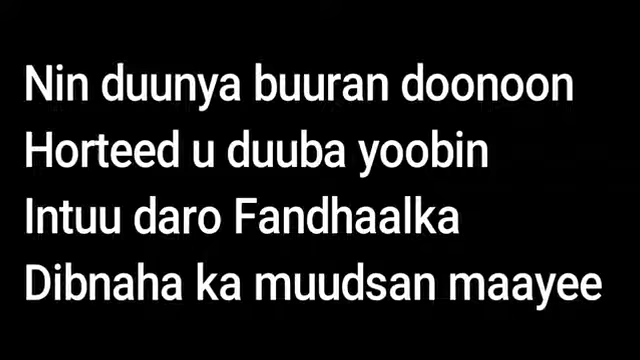 Nin duunya buuran doonoon
Horteed u duuba yoobin
Intuu daro Fandhaalka
Dibnaha ka muudsan maayee